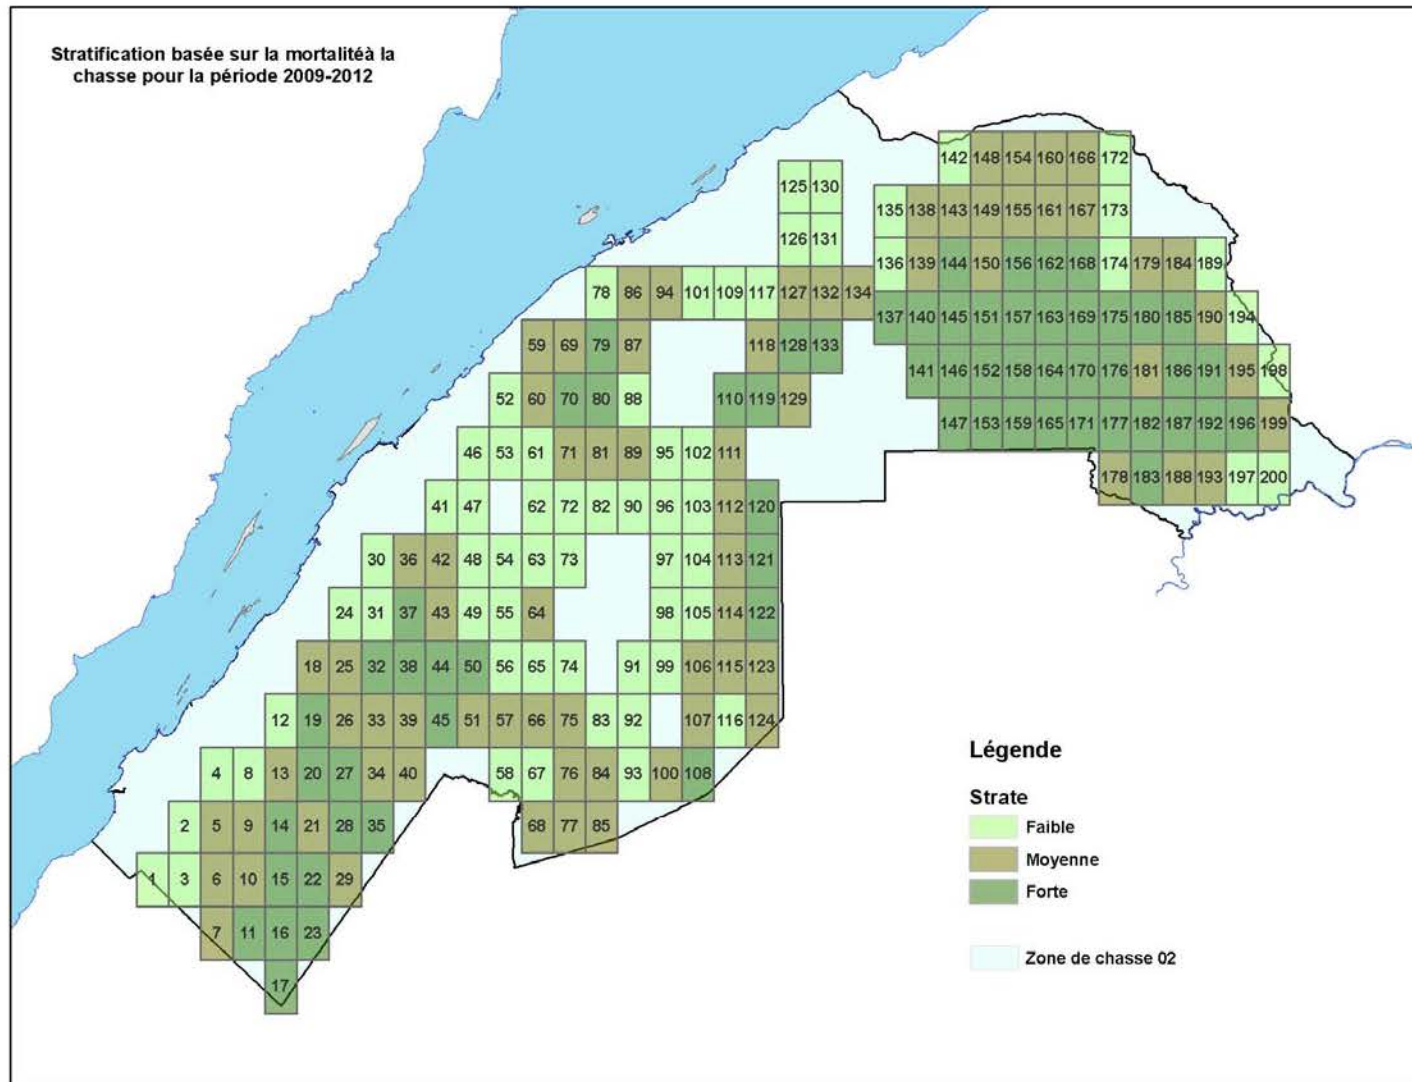 Stratification basée sur la mortalitéà la
chasse pour la période 2009-2012
142 148 154 160 166 172
125 130
135 138 143 149 155 161 167 173
126 131
136 139 144 150 156 162 168 174 179 184 189
78 86 94 101 109 117 127 132 134
137 140 145 151 157 163 169 175 180 185 190 194
59 69 79 87 118 128 133
141 146 152 158 164 170 176 181 186 191 195 198
52 60 70 80 88 110 119 129
147 153 159 165 171 177 182 187 192 196 199
46 53 61 71 81 89 95 102 111
178 183 188 193 197 200
41 47 62 72 82 90 96 103 112 120
30 36 42 48 54 63 73 97 104 113 121
24 31 37 43 49 55 64 98 105 114 122
18 25 32 38 44 50 56 65 74 91 99 106 115 123
12 19 26 33 39 45 51 57 66 75 83 92 107 116 124
4 8 13 20 27 34 40 58 67 76 84 93 100 108
2 5 9 14 21 28 35 68 77 85
1 3 6 10 15 22 29
7 11 16 23
17
Légende
Strate
Faible
Moyenne
Forte
Zone de chasse 02